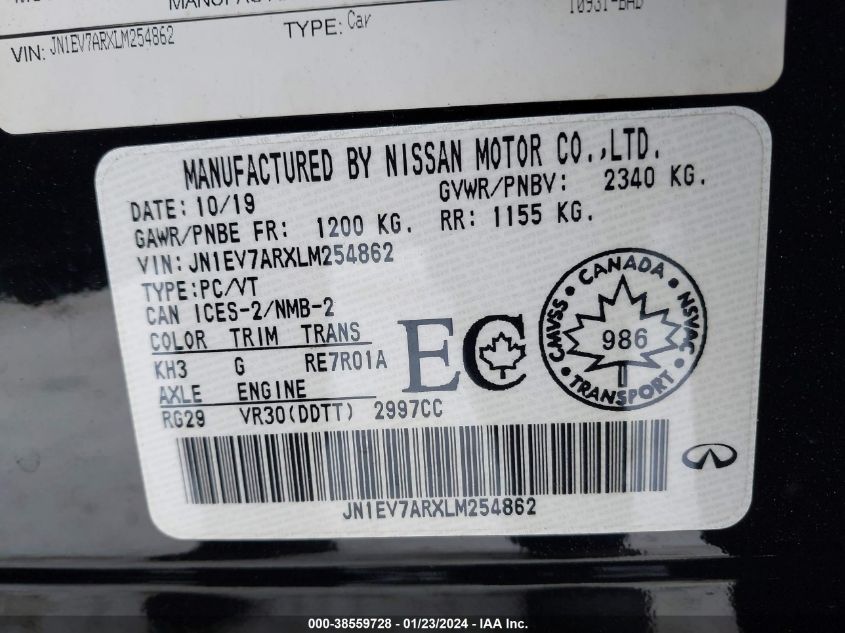 VIN: JN1EV7ARXLM254862
TYPE: Car
MANUFACTURED BY NISSAN MOTOR CO.,LTD.
DATE: 10/19
GVWR/PNBV: 2340 KG.
GAWR/PNBE FR: 1200 KG. RR: 1155 KG.
VIN:JN1EV7ARXLM254862
TYPE:PC/VT
CAN ICES-2/NMB-2
COLOR TRIM TRANS
KH3 G RE7R01A
AXLE ENGINE
RG29 VR30(DDTT) 2997CC
EC
CANADA
CMVSS
NSVAC
986
TRANSPORT
JN1EV7ARXLM254862
000-38559728 - 01/23/2024 - IAA Inc.